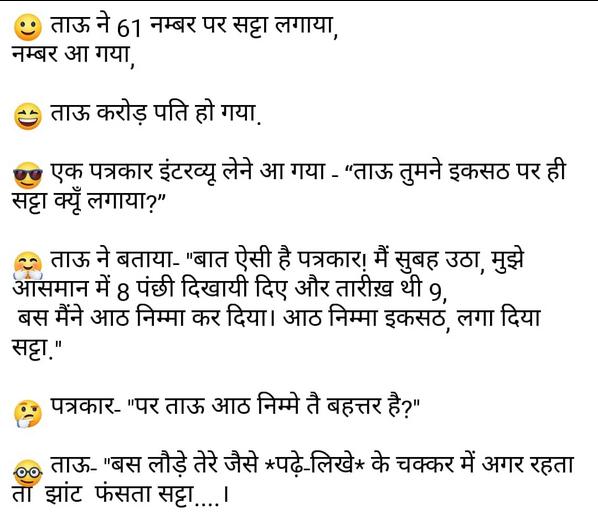 🙂 ताऊ ने 61 नम्बर पर सट्टा लगाया,
नम्बर आ गया,
😄 ताऊ करोड़ पति हो गया.
😎 एक पत्रकार इंटरव्यू लेने आ गया - “ताऊ तुमने इकसठ पर ही
सट्टा क्यूँ लगाया?”
🤗 ताऊ ने बताया- "बात ऐसी है पत्रकार! मैं सुबह उठा, मुझे
आसमान में 8 पंछी दिखायी दिए और तारीख़ थी 9,
बस मैंने आठ निम्मा कर दिया। आठ निम्मा इकसठ, लगा दिया
सट्टा."
🤔 पत्रकार- "पर ताऊ आठ निम्मे तै बहत्तर है?"
🤓 ताऊ- "बस लौड़े तेरे जैसे *पढ़े-लिखे* के चक्कर में अगर रहता
तो झांट फंसता सट्टा....।